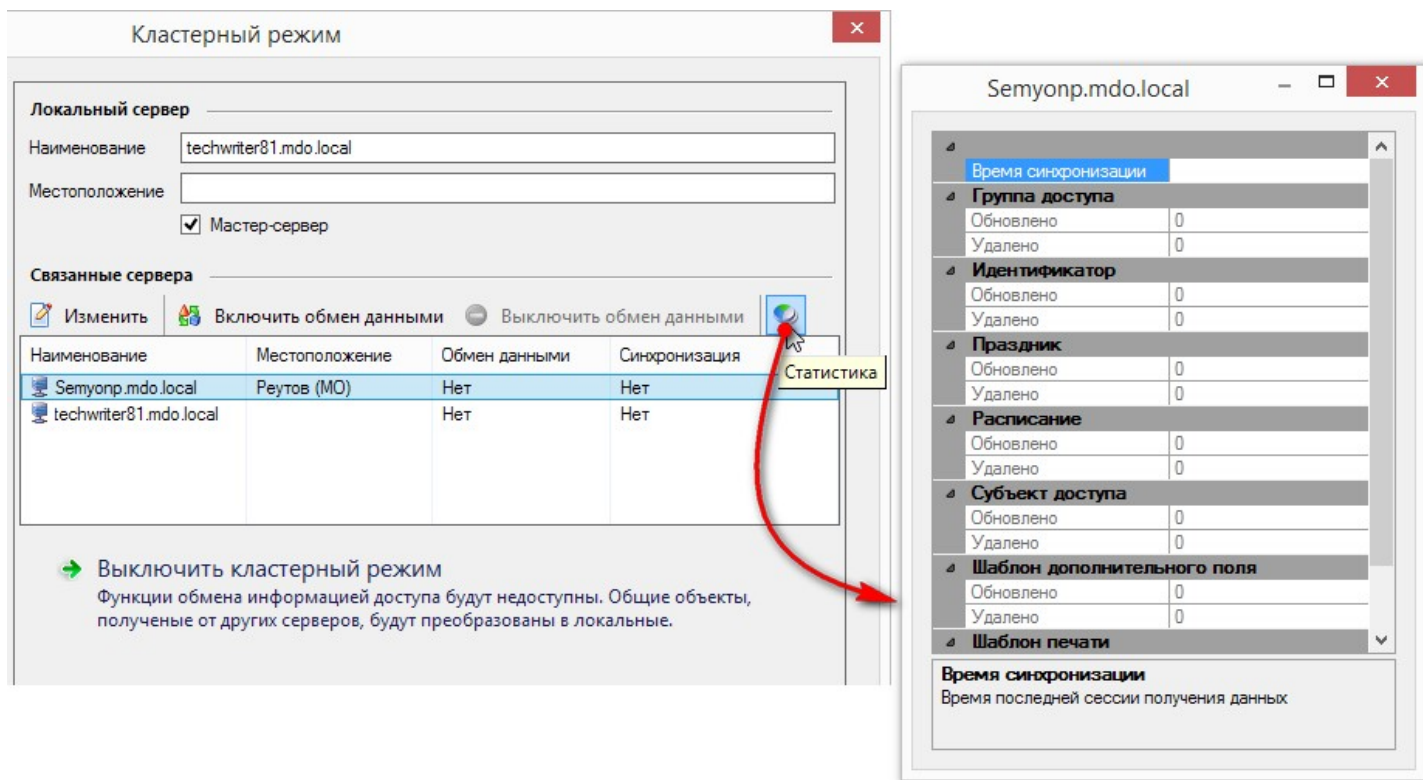 Кластерный режим
Локальный сервер
Наименование techwriter81.mdo.local
Местоположение
Мастер-сервер
Связанные сервера
Изменить Включить обмен данными Выключить обмен данными
Статистика
Наименование Местоположение Обмен данными Синхронизация
Semyonp.mdo.local Реутов (МО) Нет Нет
techwriter81.mdo.local Нет Нет
Выключить кластерный режим
Функции обмена информацией доступа будут недоступны. Общие объекты,
полученые от других серверов, будут преобразованы в локальные.
Semyonp.mdo.local
Время синхронизации
Группа доступа
Обновлено 0
Удалено 0
Идентификатор
Обновлено 0
Удалено 0
Праздник
Обновлено 0
Удалено 0
Расписание
Обновлено 0
Удалено 0
Субъект доступа
Обновлено 0
Удалено 0
Шаблон дополнительного поля
Обновлено 0
Удалено 0
Шаблон печати
Время синхронизации
Время последней сессии получения данных